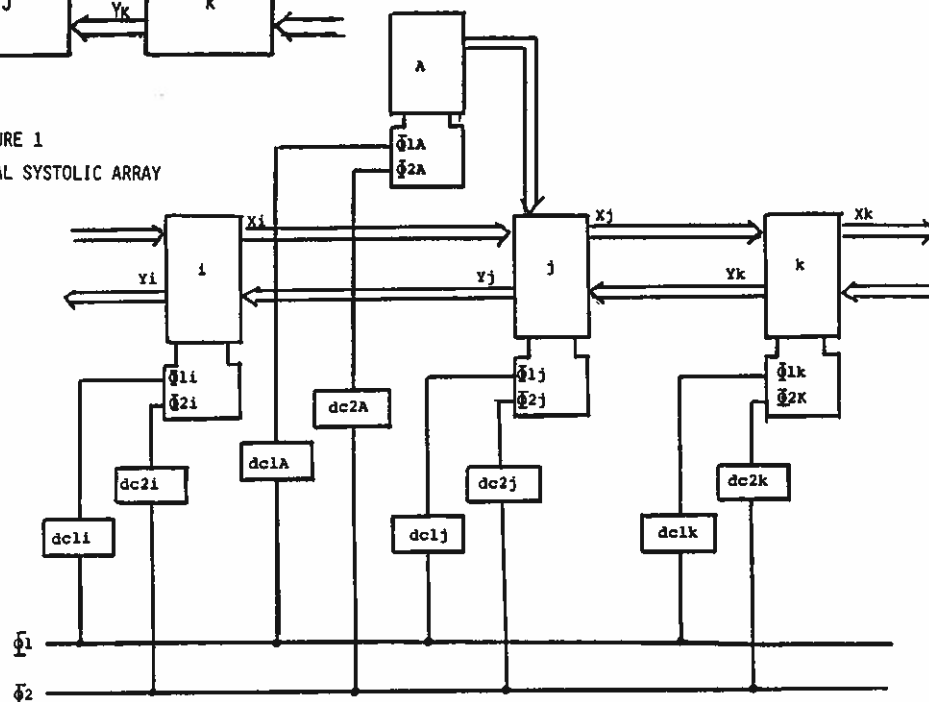 J
YK
k
A
URE 1
AL SYSTOLIC ARRAY
Φ1A
Φ2A
Xi
Xj
Xk
i
j
k
Yi
Yj
Yk
Φ1i
Φ2i
Φ1j
Φ2j
Φ1k
Φ2K
dc2A
dc1A
dc2i
dc2j
dc2k
dc1i
dc1j
dc1k
Φ1
Φ2